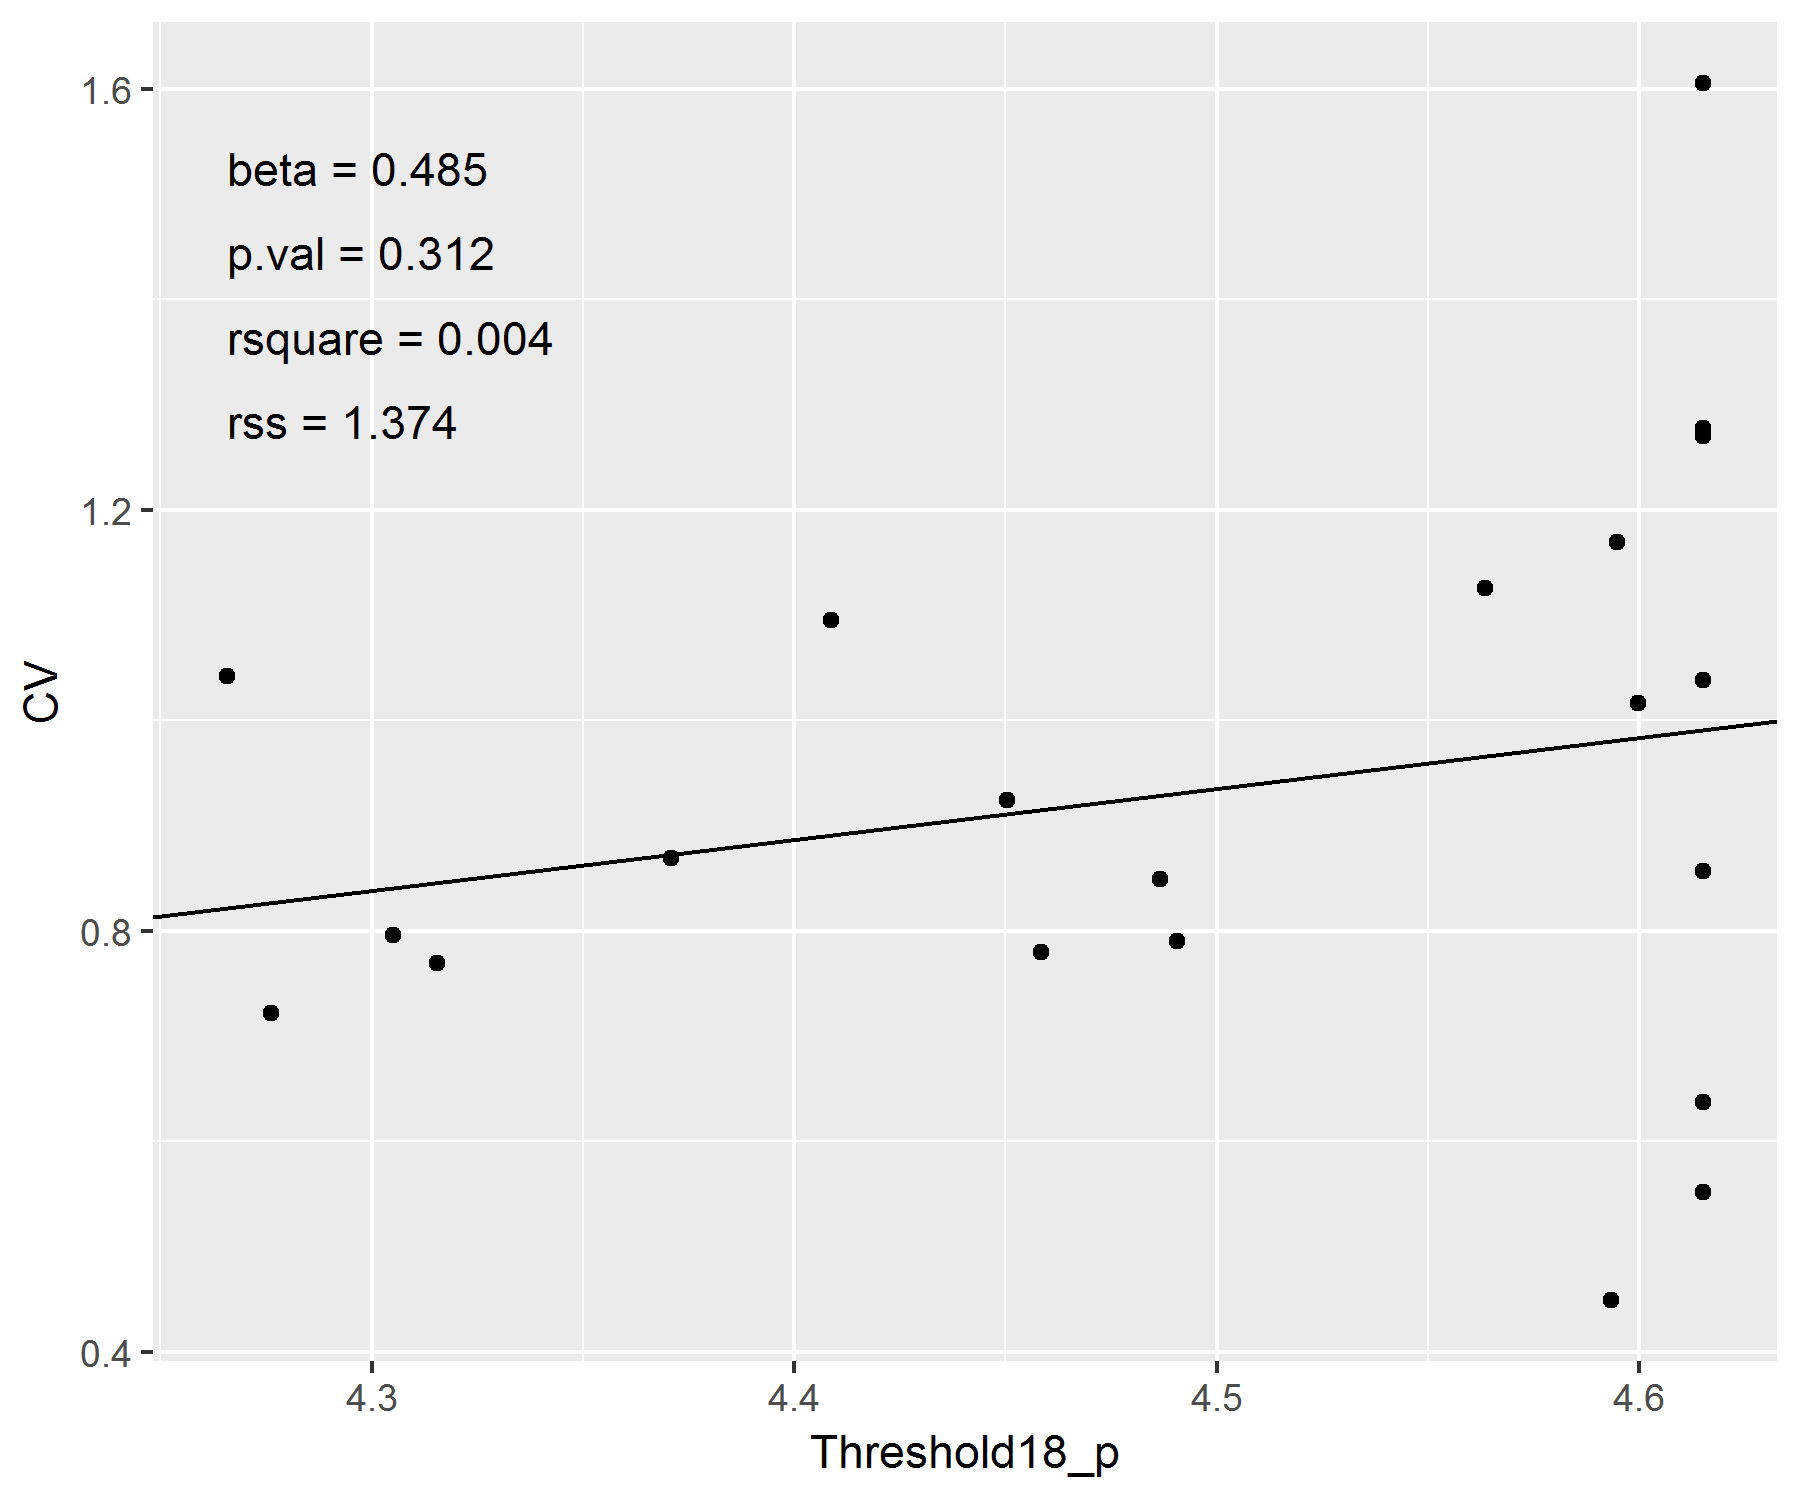 1.6
beta = 0.485
p.val = 0.312
rsquare = 0.004
rss = 1.374
1.2
CV
0.8
0.4
4.3 4.4 4.5 4.6
Threshold18_p